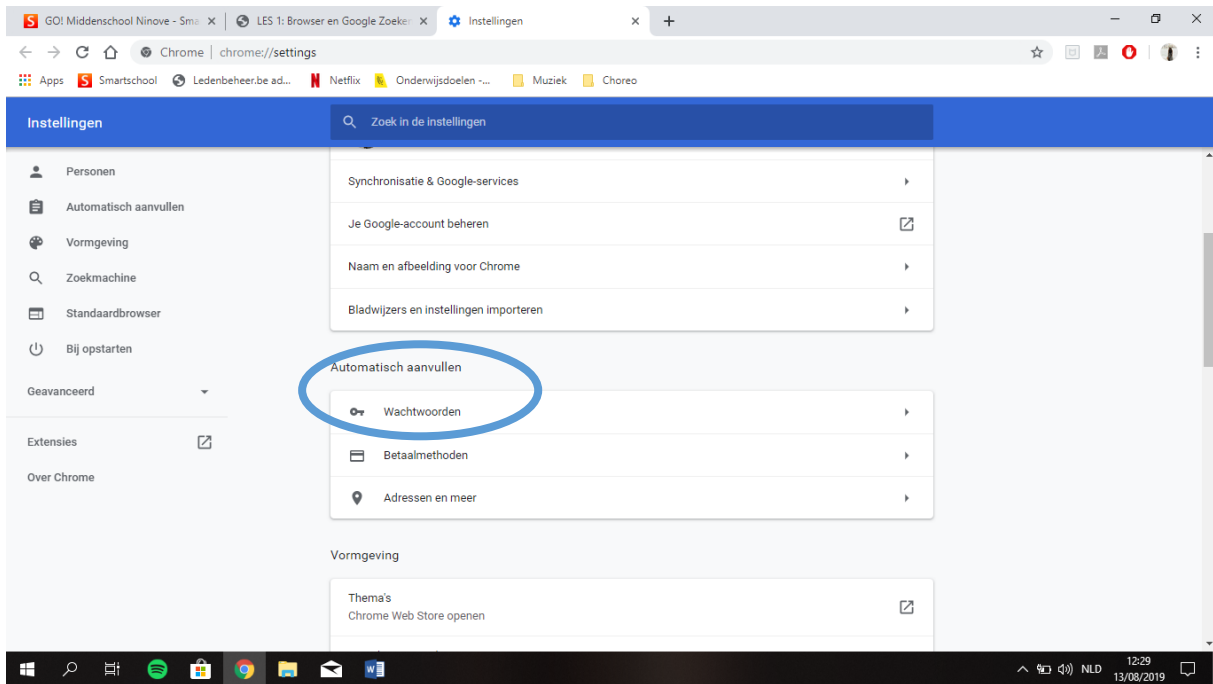 GO! Middenschool Ninove - Sma
LES 1: Browser en Google Zoeker
Instellingen
Chrome | chrome://settings
Apps
Smartschool
Ledenbeheer.be ad...
Netflix
Onderwijsdoelen -...
Muziek
Choreo
Instellingen
Zoek in de instellingen
Personen
Automatisch aanvullen
Vormgeving
Zoekmachine
Standaardbrowser
Bij opstarten
Geavanceerd
Extensies
Over Chrome
Synchronisatie & Google-services
Je Google-account beheren
Naam en afbeelding voor Chrome
Bladwijzers en instellingen importeren
Automatisch aanvullen
Wachtwoorden
Betaalmethoden
Adressen en meer
Vormgeving
Thema's
Chrome Web Store openen
NLD
12:29
13/08/2019